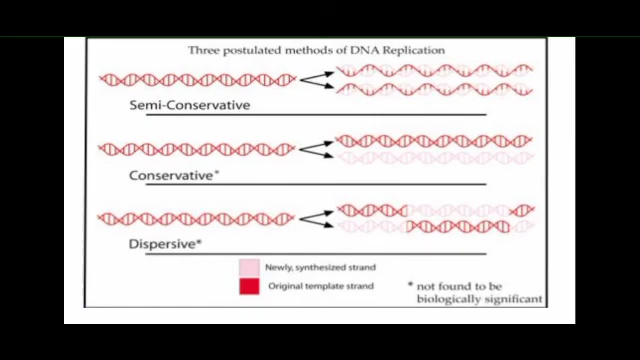 Three postulated methods of DNA Replication
Semi-Conservative
Conservative*
Dispersive*
Newly, synthesized strand
Original template strand
* not found to be
biologically significant